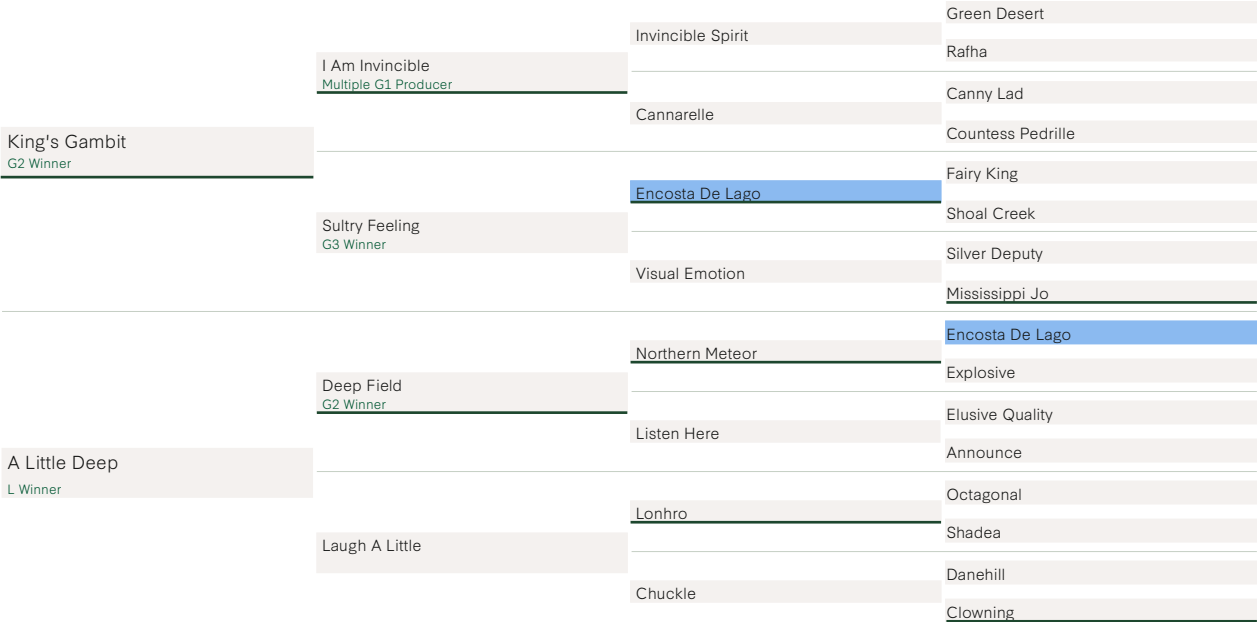 King's Gambit
G2 Winner
A Little Deep
L Winner
I Am Invincible
Multiple G1 Producer
Sultry Feeling
G3 Winner
Deep Field
G2 Winner
Laugh A Little
Invincible Spirit
Cannarelle
Encosta De Lago
Visual Emotion
Northern Meteor
Listen Here
Lonhro
Chuckle
Green Desert
Rafha
Canny Lad
Countess Pedrille
Fairy King
Shoal Creek
Silver Deputy
Mississippi Jo
Encosta De Lago
Explosive
Elusive Quality
Announce
Octagonal
Shadea
Danehill
Clowning